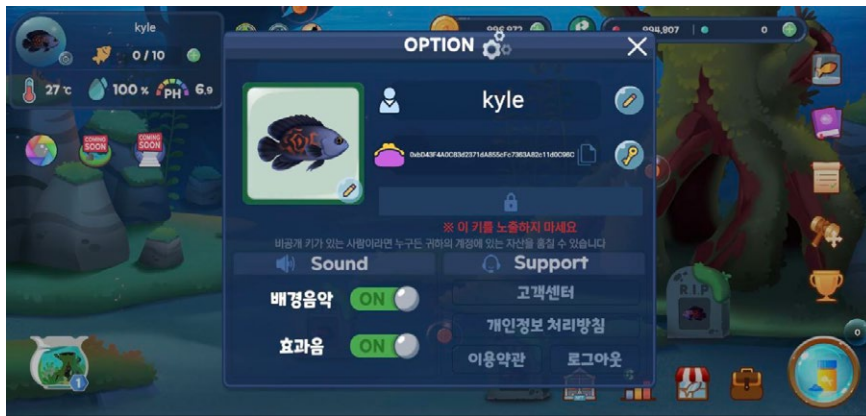 kyle
0 / 10
27 ℃
100 %
PH
6.9
COMING SOON
COMING SOON
994,907
0
OPTION
kyle
※ 이 키를 노출하지 마세요
비공개 키가 있는 사람이라면 누구든 귀하의 계정에 있는 자산을 훔칠 수 있습니다
Sound
Support
배경음악
ON
고객센터
개인정보 처리방침
효과음
ON
이용약관
로그아웃
RIP
0
1